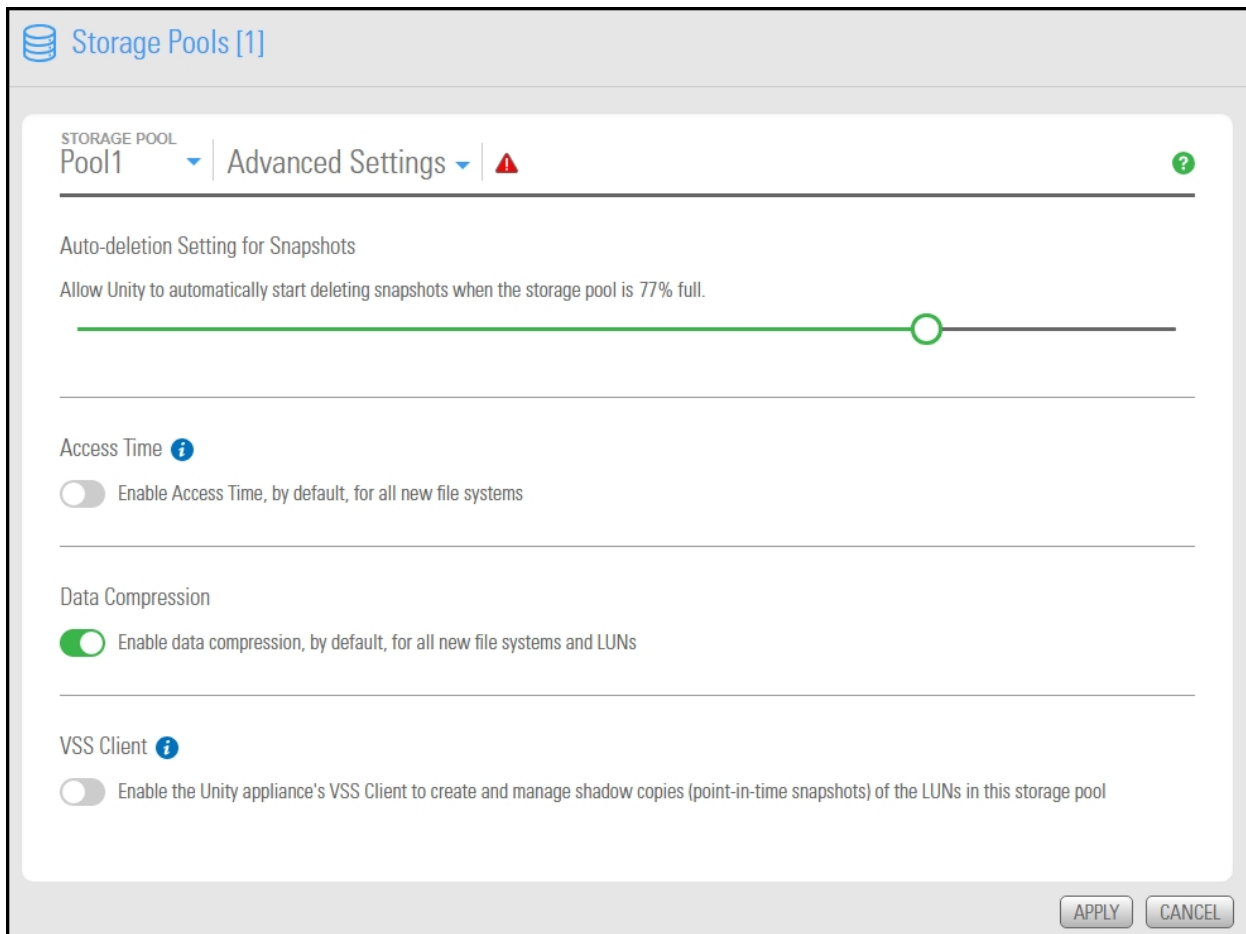 Storage Pools [1]
STORAGE POOL
Pool1 Advanced Settings
Auto-deletion Setting for Snapshots
Allow Unity to automatically start deleting snapshots when the storage pool is 77% full.
Access Time
Enable Access Time, by default, for all new file systems
Data Compression
Enable data compression, by default, for all new file systems and LUNs
VSS Client
Enable the Unity appliance's VSS Client to create and manage shadow copies (point-in-time snapshots) of the LUNs in this storage pool
APPLY CANCEL